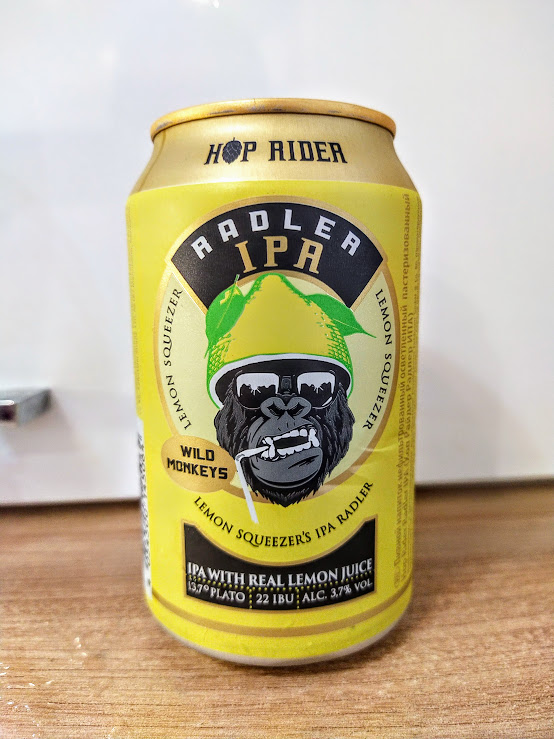 HOP RIDER
RADLER
IPA
LEMON SQUEEZER
LEMON SQUEEZER
WILD
MONKEYS
LEMON SQUEEZER'S IPA RADLER
IPA WITH REAL LEMON JUICE
13,7° PLATO 22 IBU ALC. 3,7% VOL
пастеризованный